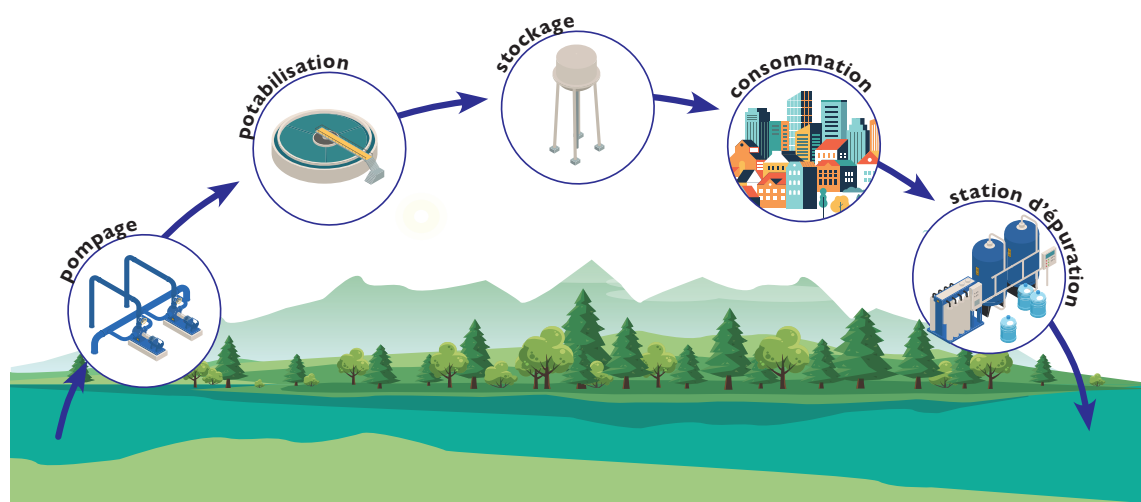 pompage
potabilisation
stockage
consommation
station d'épuration